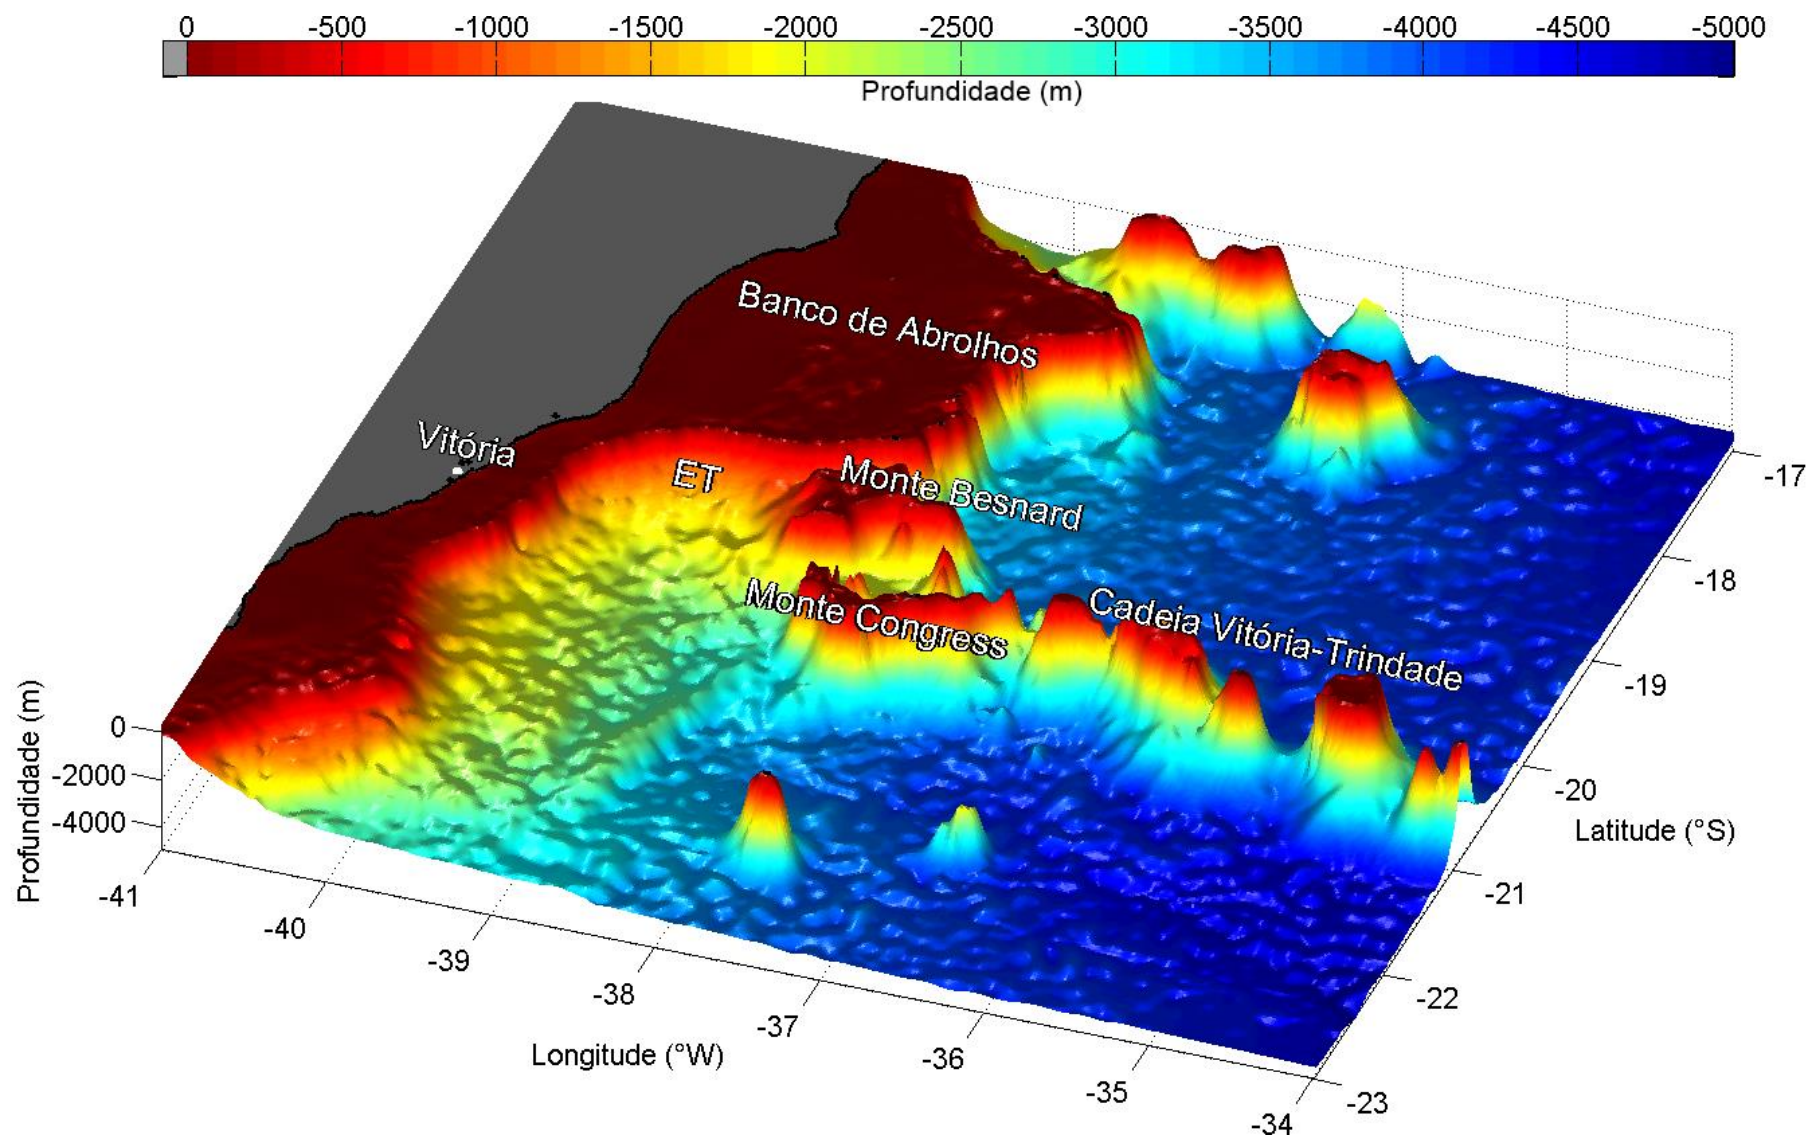 0 -500 -1000 -1500 -2000 -2500 -3000 -3500 -4000 -4500 -5000
Profundidade (m)
Banco de Abrolhos
Vitória
ET
Monte Besnard
Monte Congress
Cadeia Vitória-Trindade
Profundidade (m)
0
-2000
-4000
-41
-40
-39
-38
-37
-36
-35
-34
Longitude (°W)
-17
-18
-19
-20
-21
-22
-23
Latitude (°S)